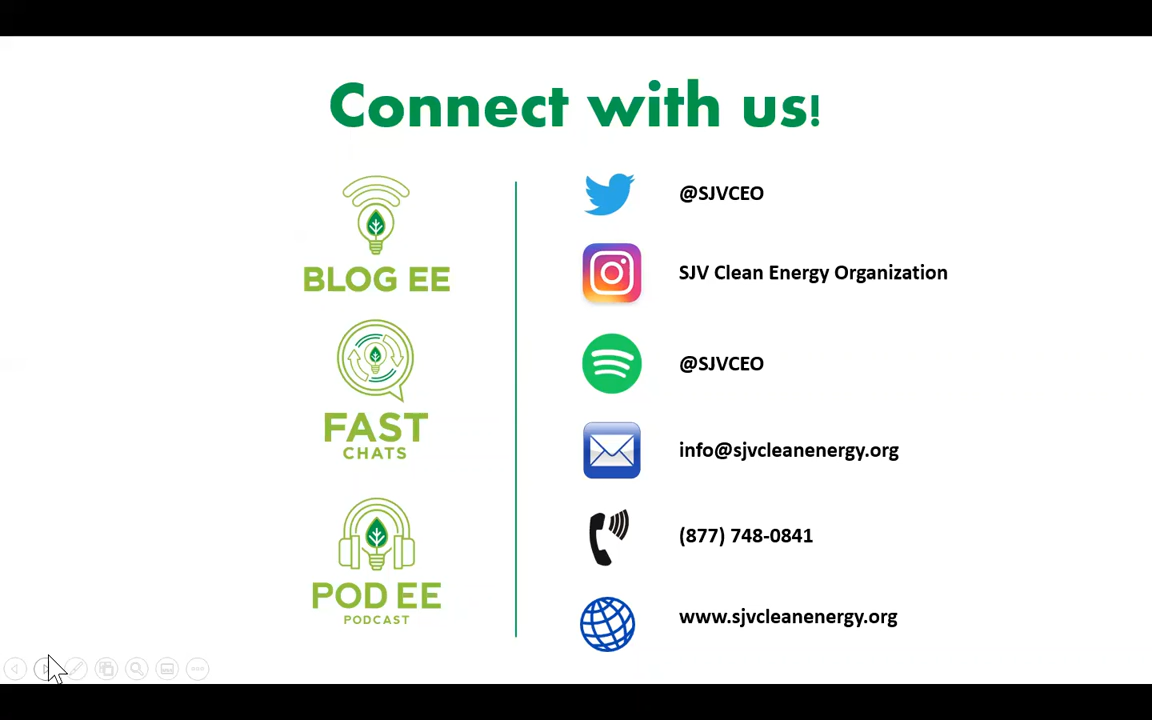 Connect with us!
BLOG EE
FAST
CHATS
POD EE
PODCAST
@SJVCEO
SJV Clean Energy Organization
@SJVCEO
info@sjvcleanenergy.org
(877) 748-0841
www.sjvcleanenergy.org